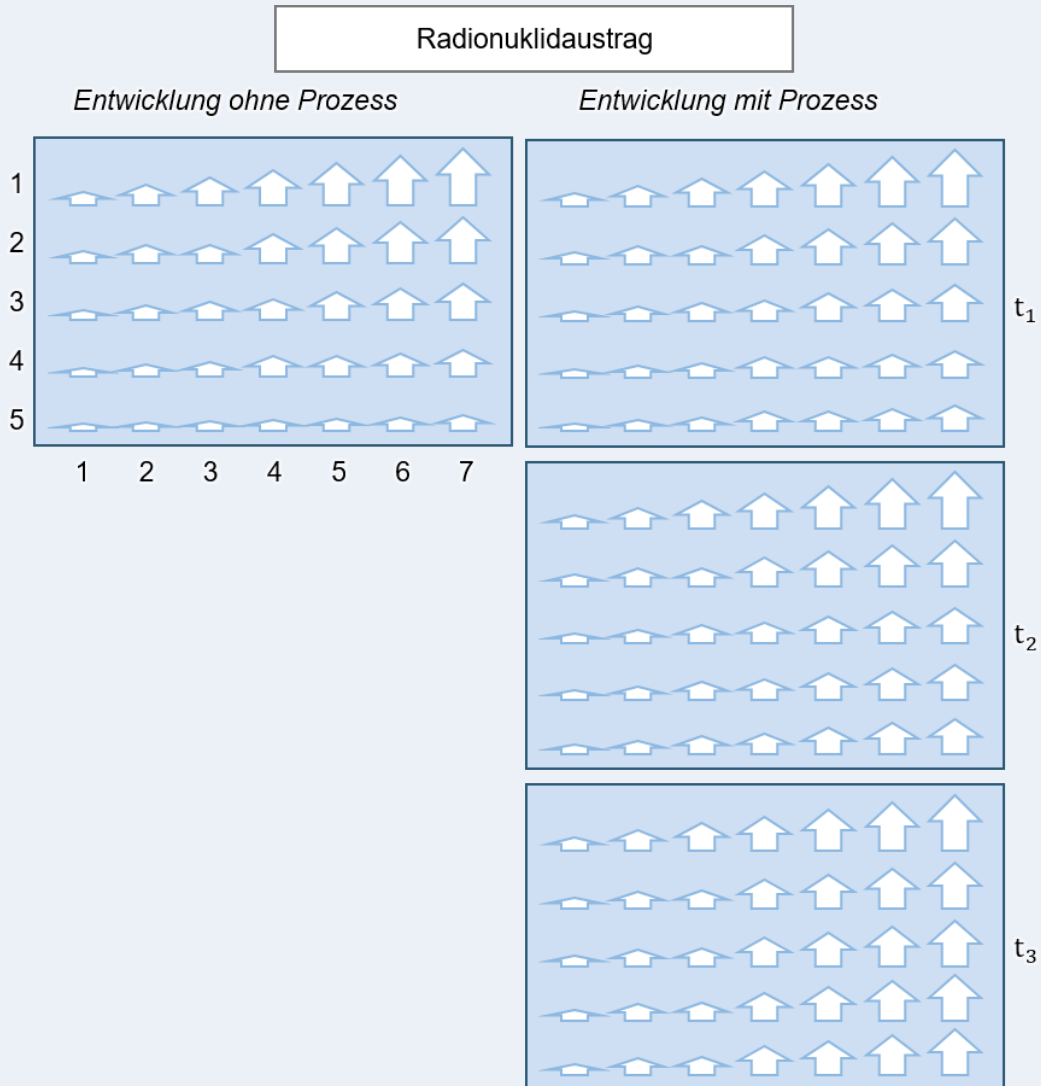 Radionuklidaustrag
Entwicklung ohne Prozess
Entwicklung mit Prozess
1
2
3
4
5
1 2 3 4 5 6 7
t₁
t₂
t₃